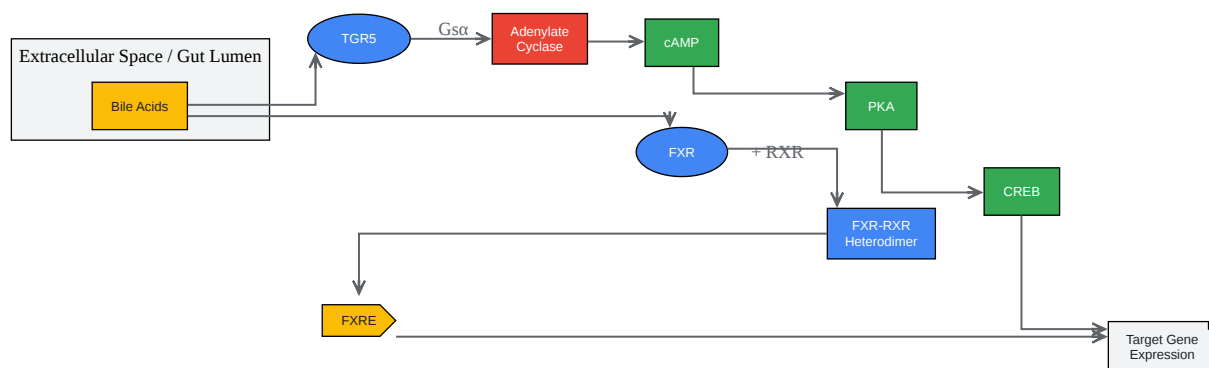 TGR5
Gsα
Adenylate
Cyclase
cAMP
Extracellular Space / Gut Lumen
Bile Acids
PKA
FXR
+ RXR
CREB
FXR-RXR
Heterodimer
FXRE
Target Gene
Expression